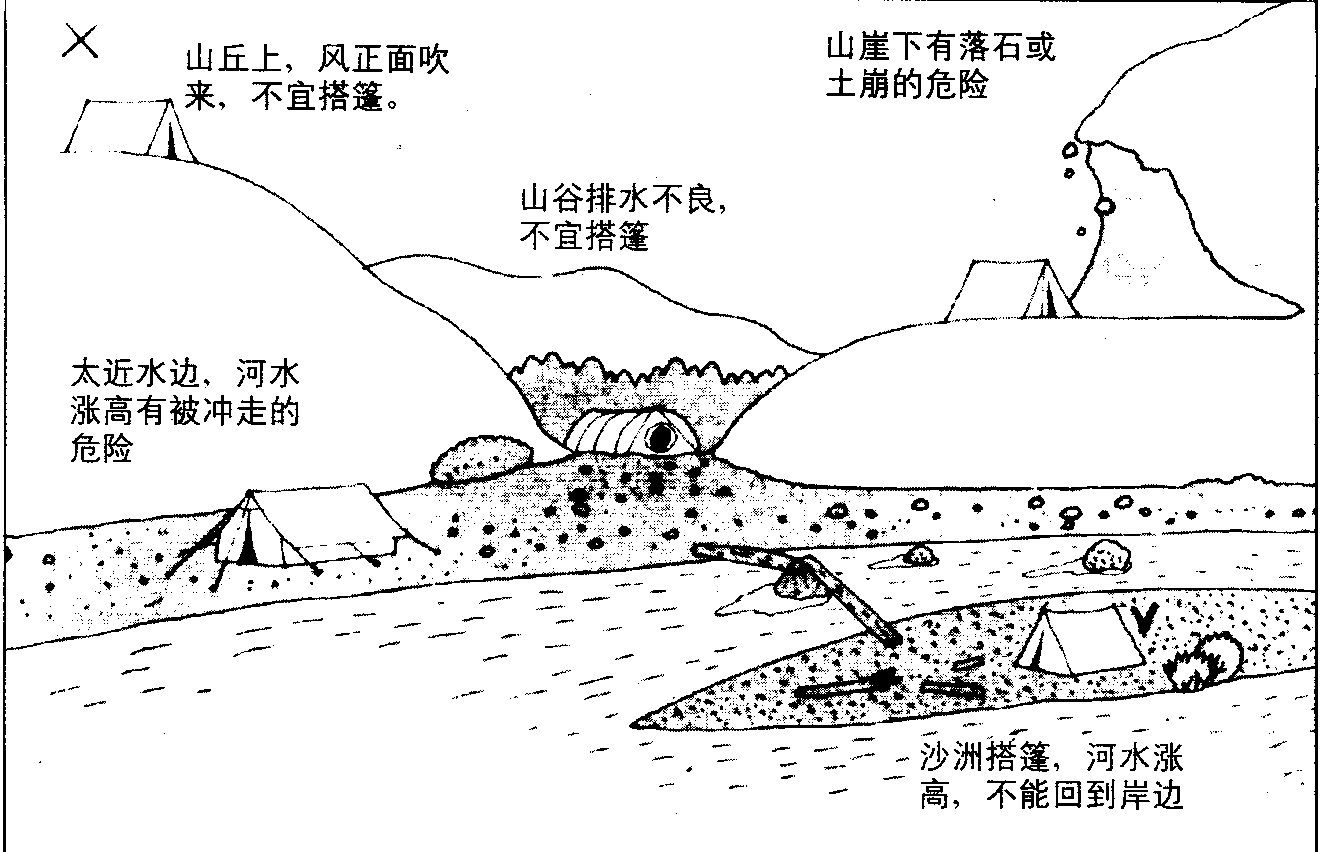 山丘上，风正面吹
来，不宜搭篷。
山崖下有落石或
土崩的危险
山谷排水不良，
不宜搭篷
太近水边，河水
涨高有被冲走的
危险
沙洲搭篷，河水涨
高，不能回到岸边